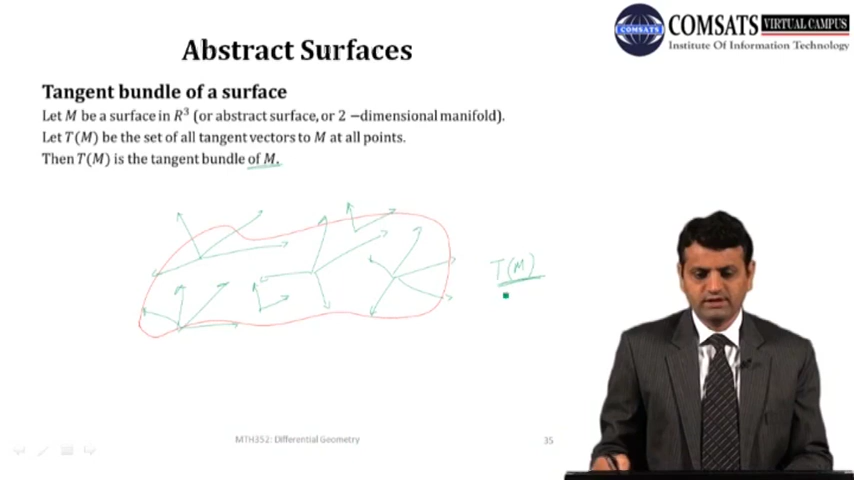 COMSATS VIRTUAL CAMPUS
COMSATS
Institute Of Information Technology
Abstract Surfaces
Tangent bundle of a surface
Let M be a surface in R³ (or abstract surface, or 2 −dimensional manifold).
Let T(M) be the set of all tangent vectors to M at all points.
Then T(M) is the tangent bundle of M.
T(M)
MTH352: Differential Geometry
35